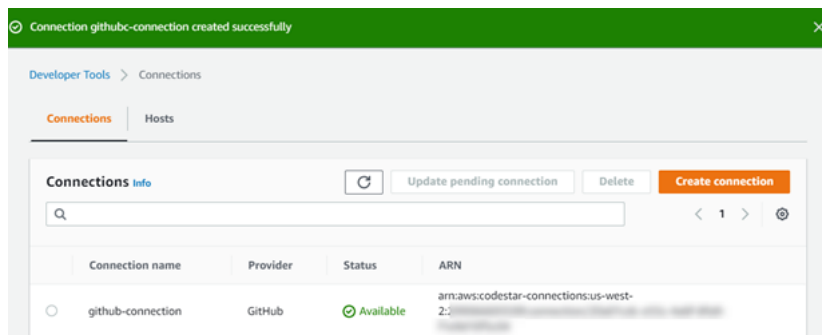 Connection githubc-connection created successfully
Developer Tools > Connections
Connections Hosts
Connections Info Update pending connection Delete Create connection
< 1 >
Connection name Provider Status ARN
github-connection GitHub Available arn:aws:codestar-connections:us-west-
2: